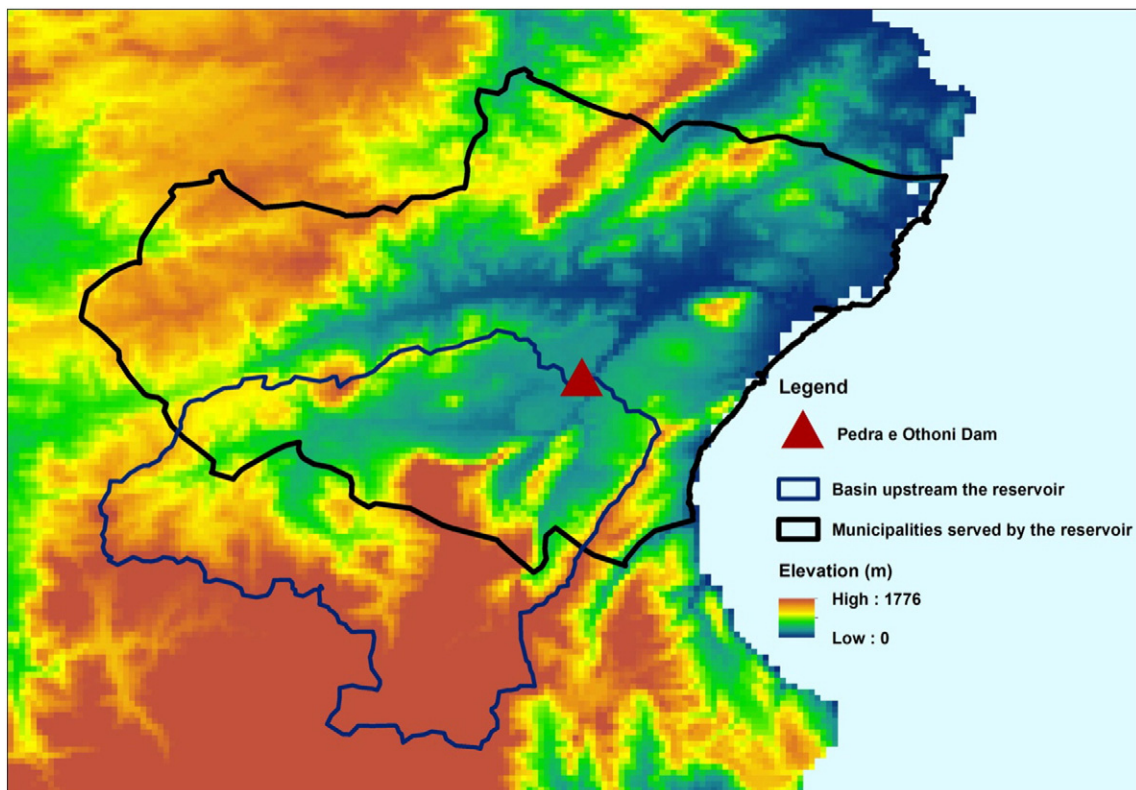 Legend
Pedra e Othoni Dam
Basin upstream the reservoir
Municipalities served by the reservoir
Elevation (m)
High : 1776
Low : 0